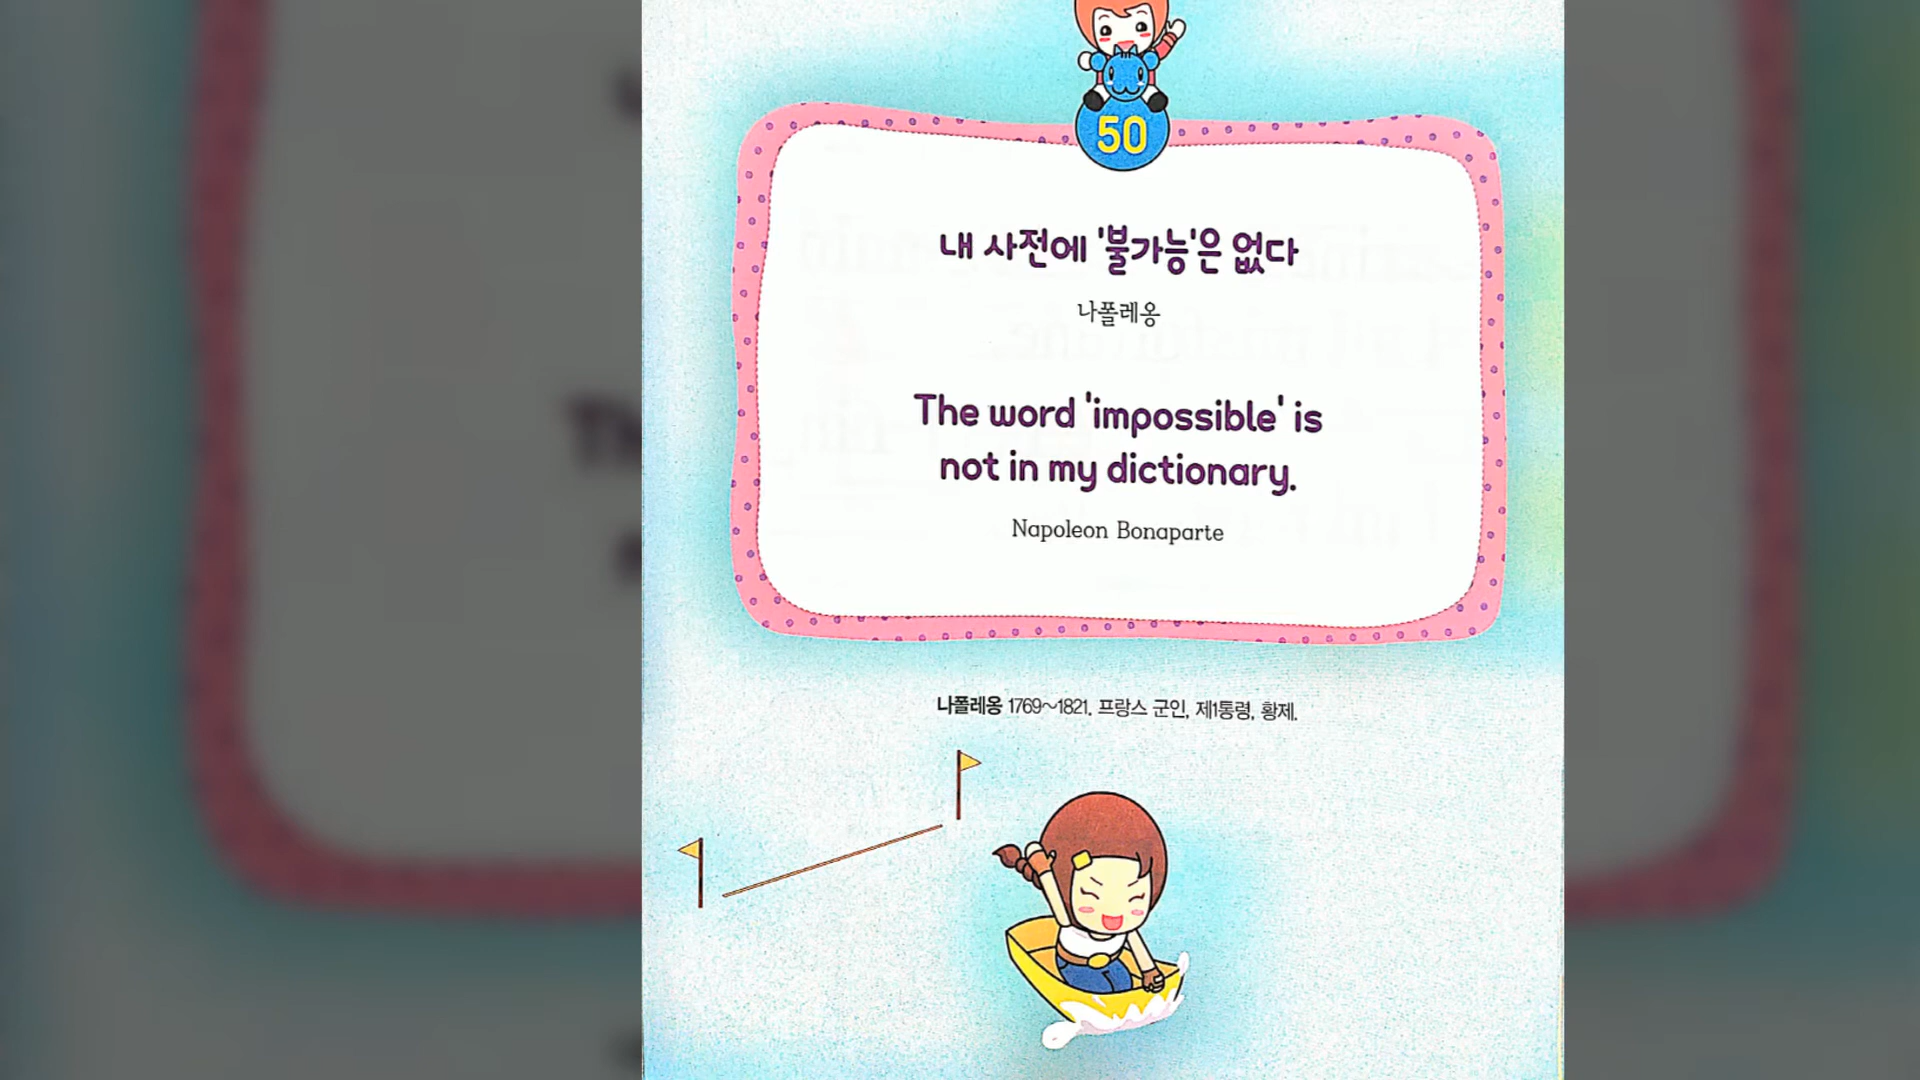 50
내 사전에 '불가능'은 없다
나폴레옹
The word 'impossible' is
not in my dictionary.
Napoleon Bonaparte
나폴레옹 1769~1821. 프랑스 군인, 제1통령, 황제.